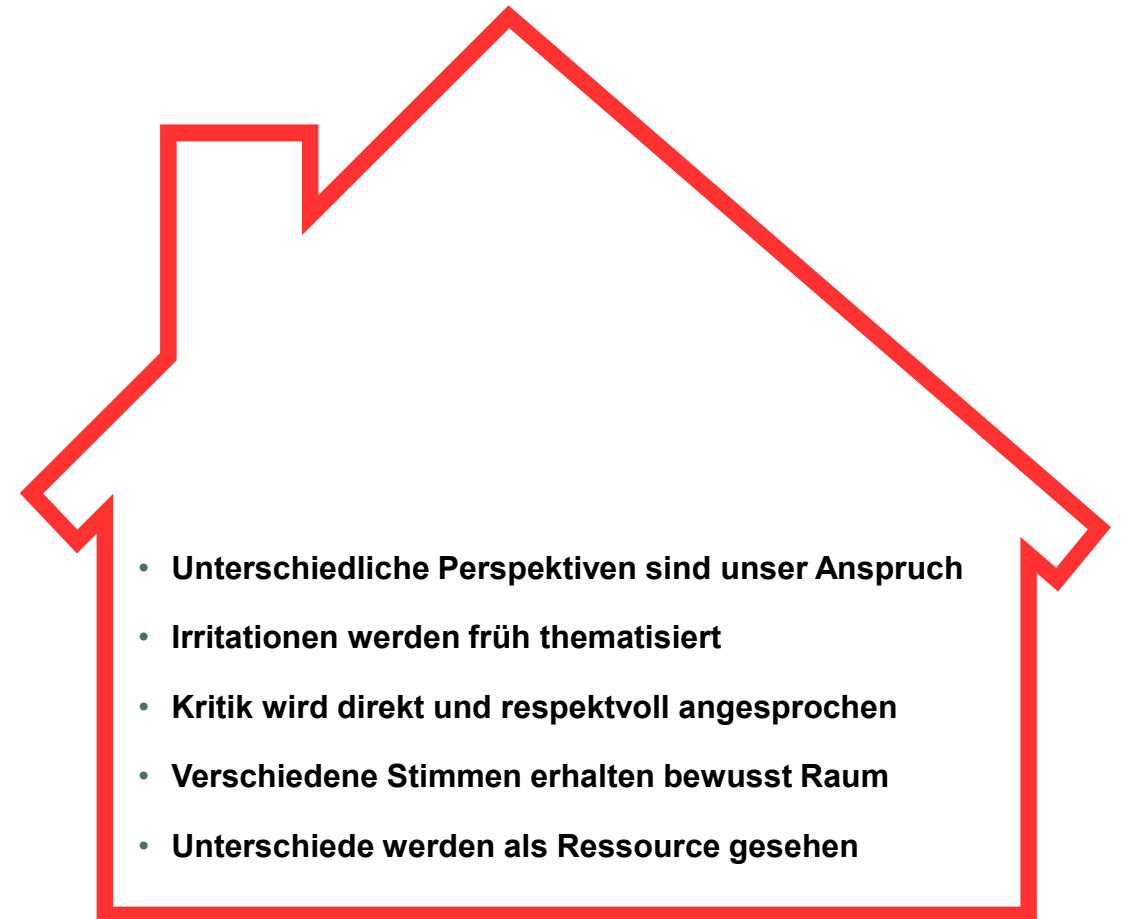 • Unterschiedliche Perspektiven sind unser Anspruch
• Irritationen werden früh thematisiert
• Kritik wird direkt und respektvoll angesprochen
• Verschiedene Stimmen erhalten bewusst Raum
• Unterschiede werden als Ressource gesehen